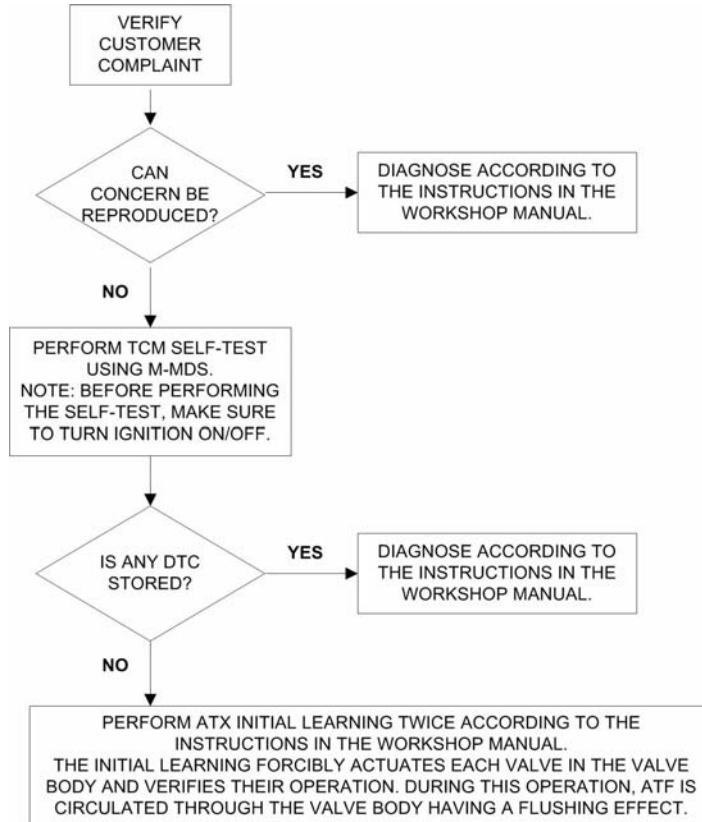 VERIFY
CUSTOMER
COMPLAINT
CAN
CONCERN BE
REPRODUCED?
YES
DIAGNOSE ACCORDING TO
THE INSTRUCTIONS IN THE
WORKSHOP MANUAL.
NO
PERFORM TCM SELF-TEST
USING M-MDS.
NOTE: BEFORE PERFORMING
THE SELF-TEST, MAKE SURE
TO TURN IGNITION ON/OFF.
IS ANY DTC
STORED?
YES
DIAGNOSE ACCORDING TO
THE INSTRUCTIONS IN THE
WORKSHOP MANUAL.
NO
PERFORM ATX INITIAL LEARNING TWICE ACCORDING TO THE
INSTRUCTIONS IN THE WORKSHOP MANUAL.
THE INITIAL LEARNING FORCIBLY ACTUATES EACH VALVE IN THE VALVE
BODY AND VERIFIES THEIR OPERATION. DURING THIS OPERATION, ATF IS
CIRCULATED THROUGH THE VALVE BODY HAVING A FLUSHING EFFECT.